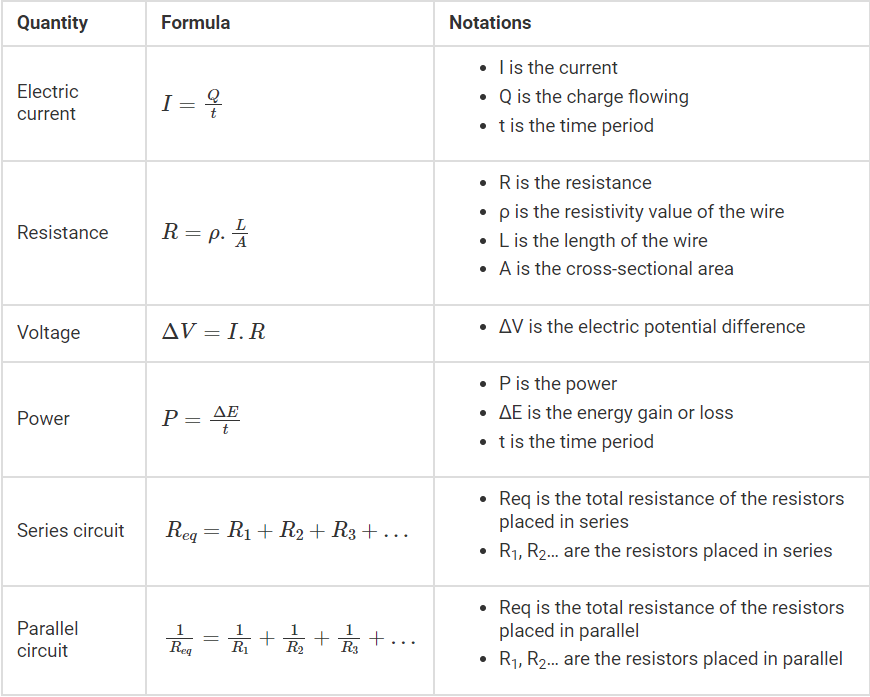 Quantity Formula Notations
Electric
current
I = Q/t
• I is the current
• Q is the charge flowing
• t is the time period
Resistance
R = ρ. L/A
• R is the resistance
• ρ is the resistivity value of the wire
• L is the length of the wire
• A is the cross-sectional area
Voltage
ΔV = I. R
• ΔV is the electric potential difference
Power
P = ΔE/t
• P is the power
• ΔE is the energy gain or loss
• t is the time period
Series circuit
R_eq = R₁ + R₂ + R₃ + . . .
• Req is the total resistance of the resistors
placed in series
• R₁, R₂... are the resistors placed in series
Parallel
circuit
1/R_eq = 1/R₁ + 1/R₂ + 1/R₃ + . . .
• Req is the total resistance of the resistors
placed in parallel
• R₁, R₂... are the resistors placed in parallel